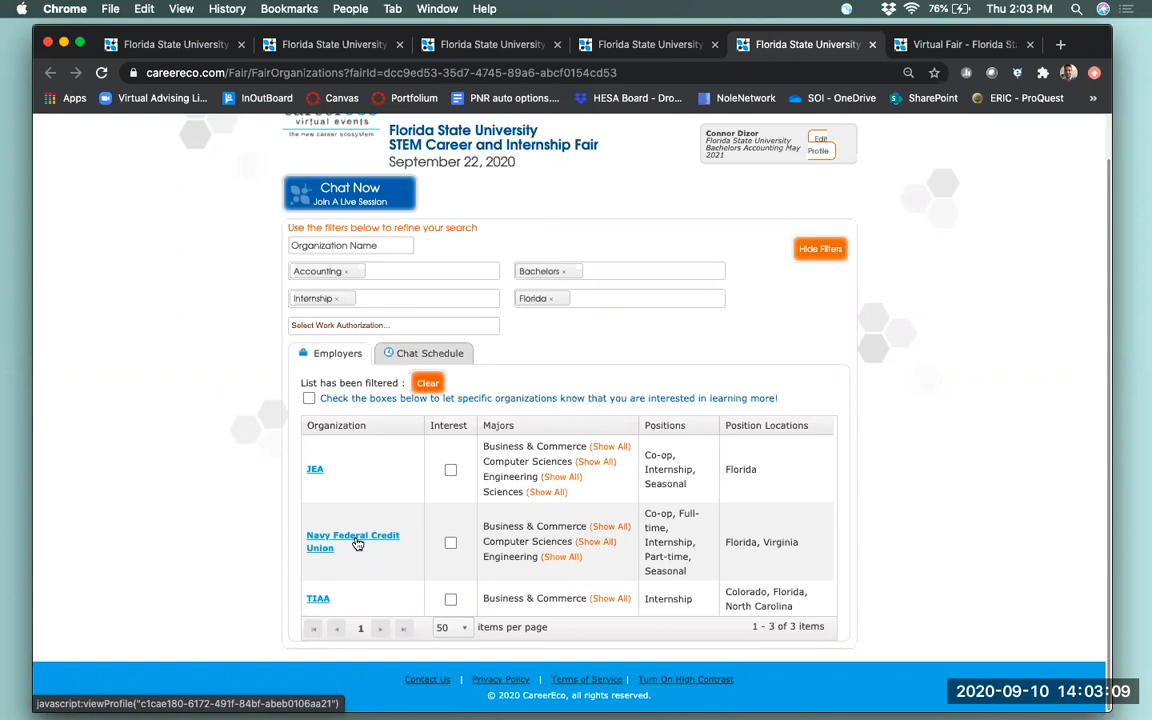 Chrome File Edit View History Bookmarks People Tab Window Help 76% Thu 2:03 PM
Florida State University × Florida State University × Florida State University × Florida State University × Florida State University × Virtual Fair - Florida St × +
careereco.com/Fair/FairOrganizations?fairId=dcc9ed53-35d7-4745-89a6-abcf0154cd53
Apps Virtual Advising Li... InOutBoard Canvas Portfolium PNR auto options.... HESA Board - Dro... NoleNetwork SOI - OneDrive SharePoint ERIC - ProQuest »
virtual events
the new career ecosystem
Florida State University
STEM Career and Internship Fair
September 22, 2020
Connor Dizor
Florida State University
Bachelors Accounting May
2021
Edit
Profile
Chat Now
Join A Live Session
Use the filters below to refine your search
Organization Name
Hide Filters
Accounting × Bachelors ×
Internship × Florida ×
Select Work Authorization...
Employers Chat Schedule
List has been filtered : Clear
Check the boxes below to let specific organizations know that you are interested in learning more!
Organization Interest Majors Positions Position Locations
JEA
Business & Commerce (Show All)
Computer Sciences (Show All)
Engineering (Show All)
Sciences (Show All)
Co-op,
Internship,
Seasonal
Florida
Navy Federal Credit
Union
Business & Commerce (Show All)
Computer Sciences (Show All)
Engineering (Show All)
Co-op, Full-
time,
Internship,
Part-time,
Seasonal
Florida, Virginia
TIAA
Business & Commerce (Show All)
Internship
Colorado, Florida,
North Carolina
1 50 items per page 1 - 3 of 3 items
Contact Us | Privacy Policy | Terms of Service | Turn On High Contrast
© 2020 CareerEco, all rights reserved.
javascript:viewProfile("c1cae180-6172-491f-84bf-abeb0106aa21")
2020-09-10 14:03:09